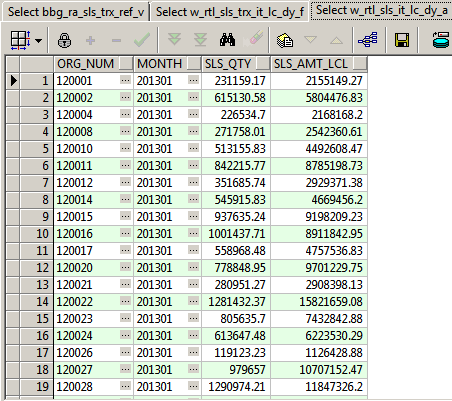 Select bbg_ra_sls_trx_ref_v Select w_rtl_sls_trx_it_lc_dy_f Select w_rtl_sls_it_lc_dy_a
ORG_NUM MONTH SLS_QTY SLS_AMT_LCL
1 120001 ... 201301 ... 231159.17 2155149.27
2 120002 ... 201301 ... 615130.58 5804476.83
3 120004 ... 201301 ... 226534.7 2168168.2
4 120008 ... 201301 ... 271758.01 2542360.61
5 120010 ... 201301 ... 513155.83 4492608.47
6 120011 ... 201301 ... 842215.77 8785198.73
7 120012 ... 201301 ... 351685.74 2929371.38
8 120014 ... 201301 ... 545915.83 4669456.2
9 120015 ... 201301 ... 937635.24 9198209.23
10 120016 ... 201301 ... 1001437.71 8911842.95
11 120017 ... 201301 ... 558968.48 4757536.83
12 120020 ... 201301 ... 778848.95 9701229.75
13 120021 ... 201301 ... 280951.27 2908398.13
14 120022 ... 201301 ... 1281432.37 15821659.08
15 120023 ... 201301 ... 805635.7 7432842.88
16 120024 ... 201301 ... 613647.48 6223530.29
17 120026 ... 201301 ... 119123.23 1126428.88
18 120027 ... 201301 ... 979657 10707152.47
19 120028 ... 201301 ... 1290974.21 11847326.2